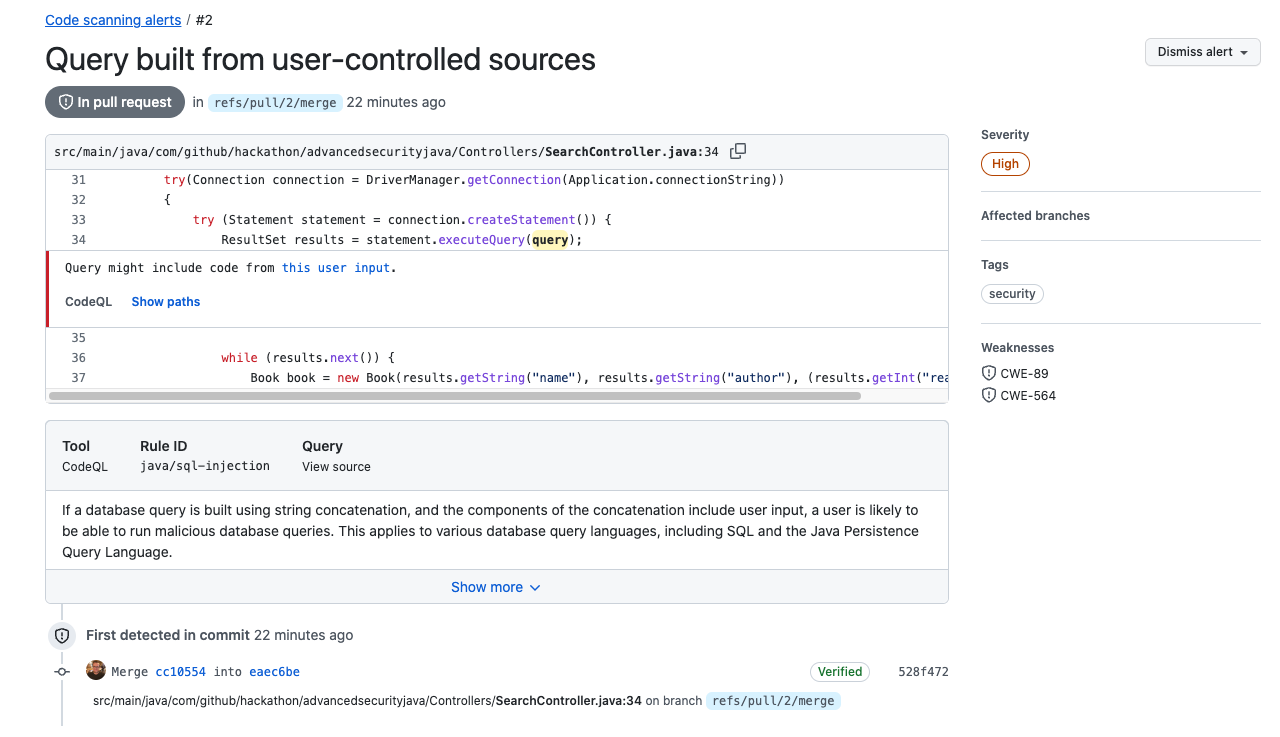 Code scanning alerts / #2
Query built from user-controlled sources
Dismiss alert
In pull request in refs/pull/2/merge 22 minutes ago
src/main/java/com/github/hackathon/advancedsecurityjava/Controllers/SearchController.java:34
31 try(Connection connection = DriverManager.getConnection(Application.connectionString))
32 {
33 try (Statement statement = connection.createStatement()) {
34 ResultSet results = statement.executeQuery(query);
Query might include code from this user input.
CodeQL Show paths
35
36 while (results.next()) {
37 Book book = new Book(results.getString("name"), results.getString("author"), (results.getInt("rea
Tool Rule ID Query
CodeQL java/sql-injection View source
If a database query is built using string concatenation, and the components of the concatenation include user input, a user is likely to
be able to run malicious database queries. This applies to various database query languages, including SQL and the Java Persistence
Query Language.
Show more
First detected in commit 22 minutes ago
Merge cc10554 into eaec6be Verified 528f472
src/main/java/com/github/hackathon/advancedsecurityjava/Controllers/SearchController.java:34 on branch refs/pull/2/merge
Severity
High
Affected branches
Tags
security
Weaknesses
CWE-89
CWE-564